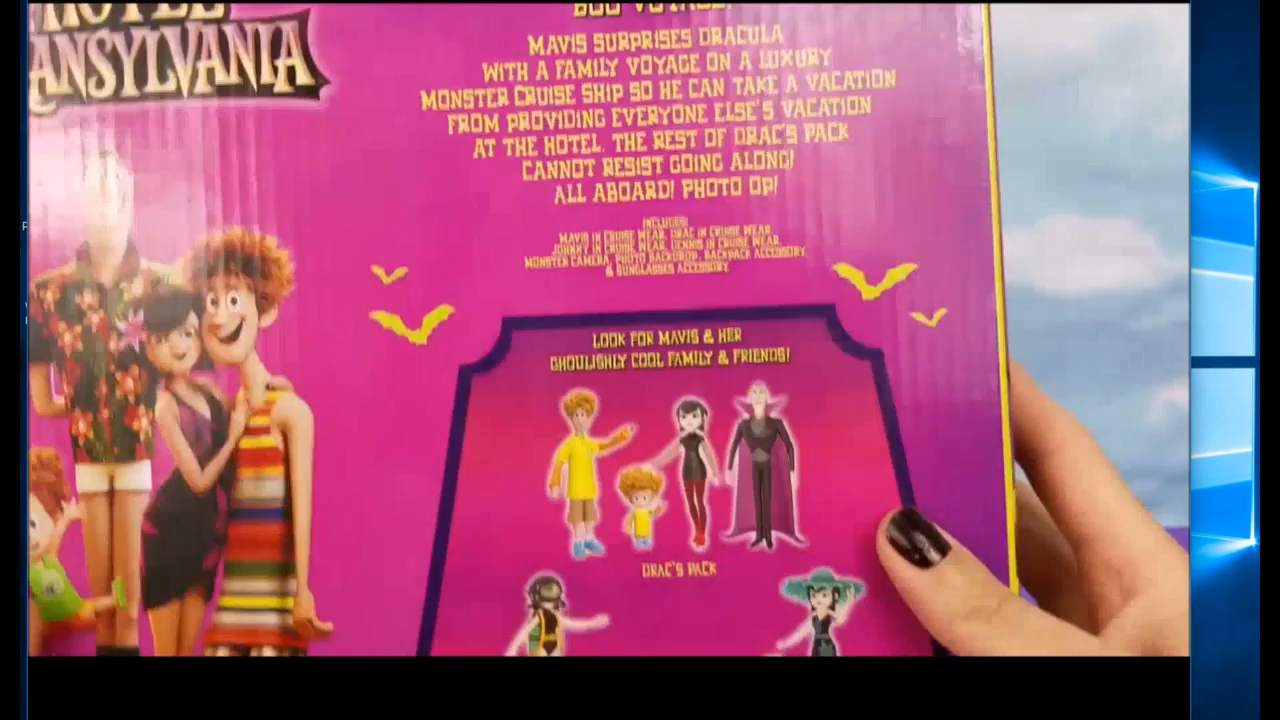 HOTEL
ANSYLVANIA
BOO VOYAGE!
MAVIS SURPRISES DRACULA
WITH A FAMILY VOYAGE ON A LUXURY
MONSTER CRUISE SHIP SO HE CAN TAKE A VACATION
FROM PROVIDING EVERYONE ELSE'S VACATION
AT THE HOTEL. THE REST OF DRAC'S PACK
CANNOT RESIST GOING ALONG!
ALL ABOARD! PHOTO OP!
INCLUDES:
MAVIS IN CRUISE WEAR, DRAC IN CRUISE WEAR,
JOHNNY IN CRUISE WEAR, DENNIS IN CRUISE WEAR,
MONSTER CAMERA, PHOTO BACKDROP, BACKPACK ACCESSORY
& SUNGLASSES ACCESSORY
LOOK FOR MAVIS & HER
GHOULISHLY COOL FAMILY & FRIENDS!
DRAC'S PACK